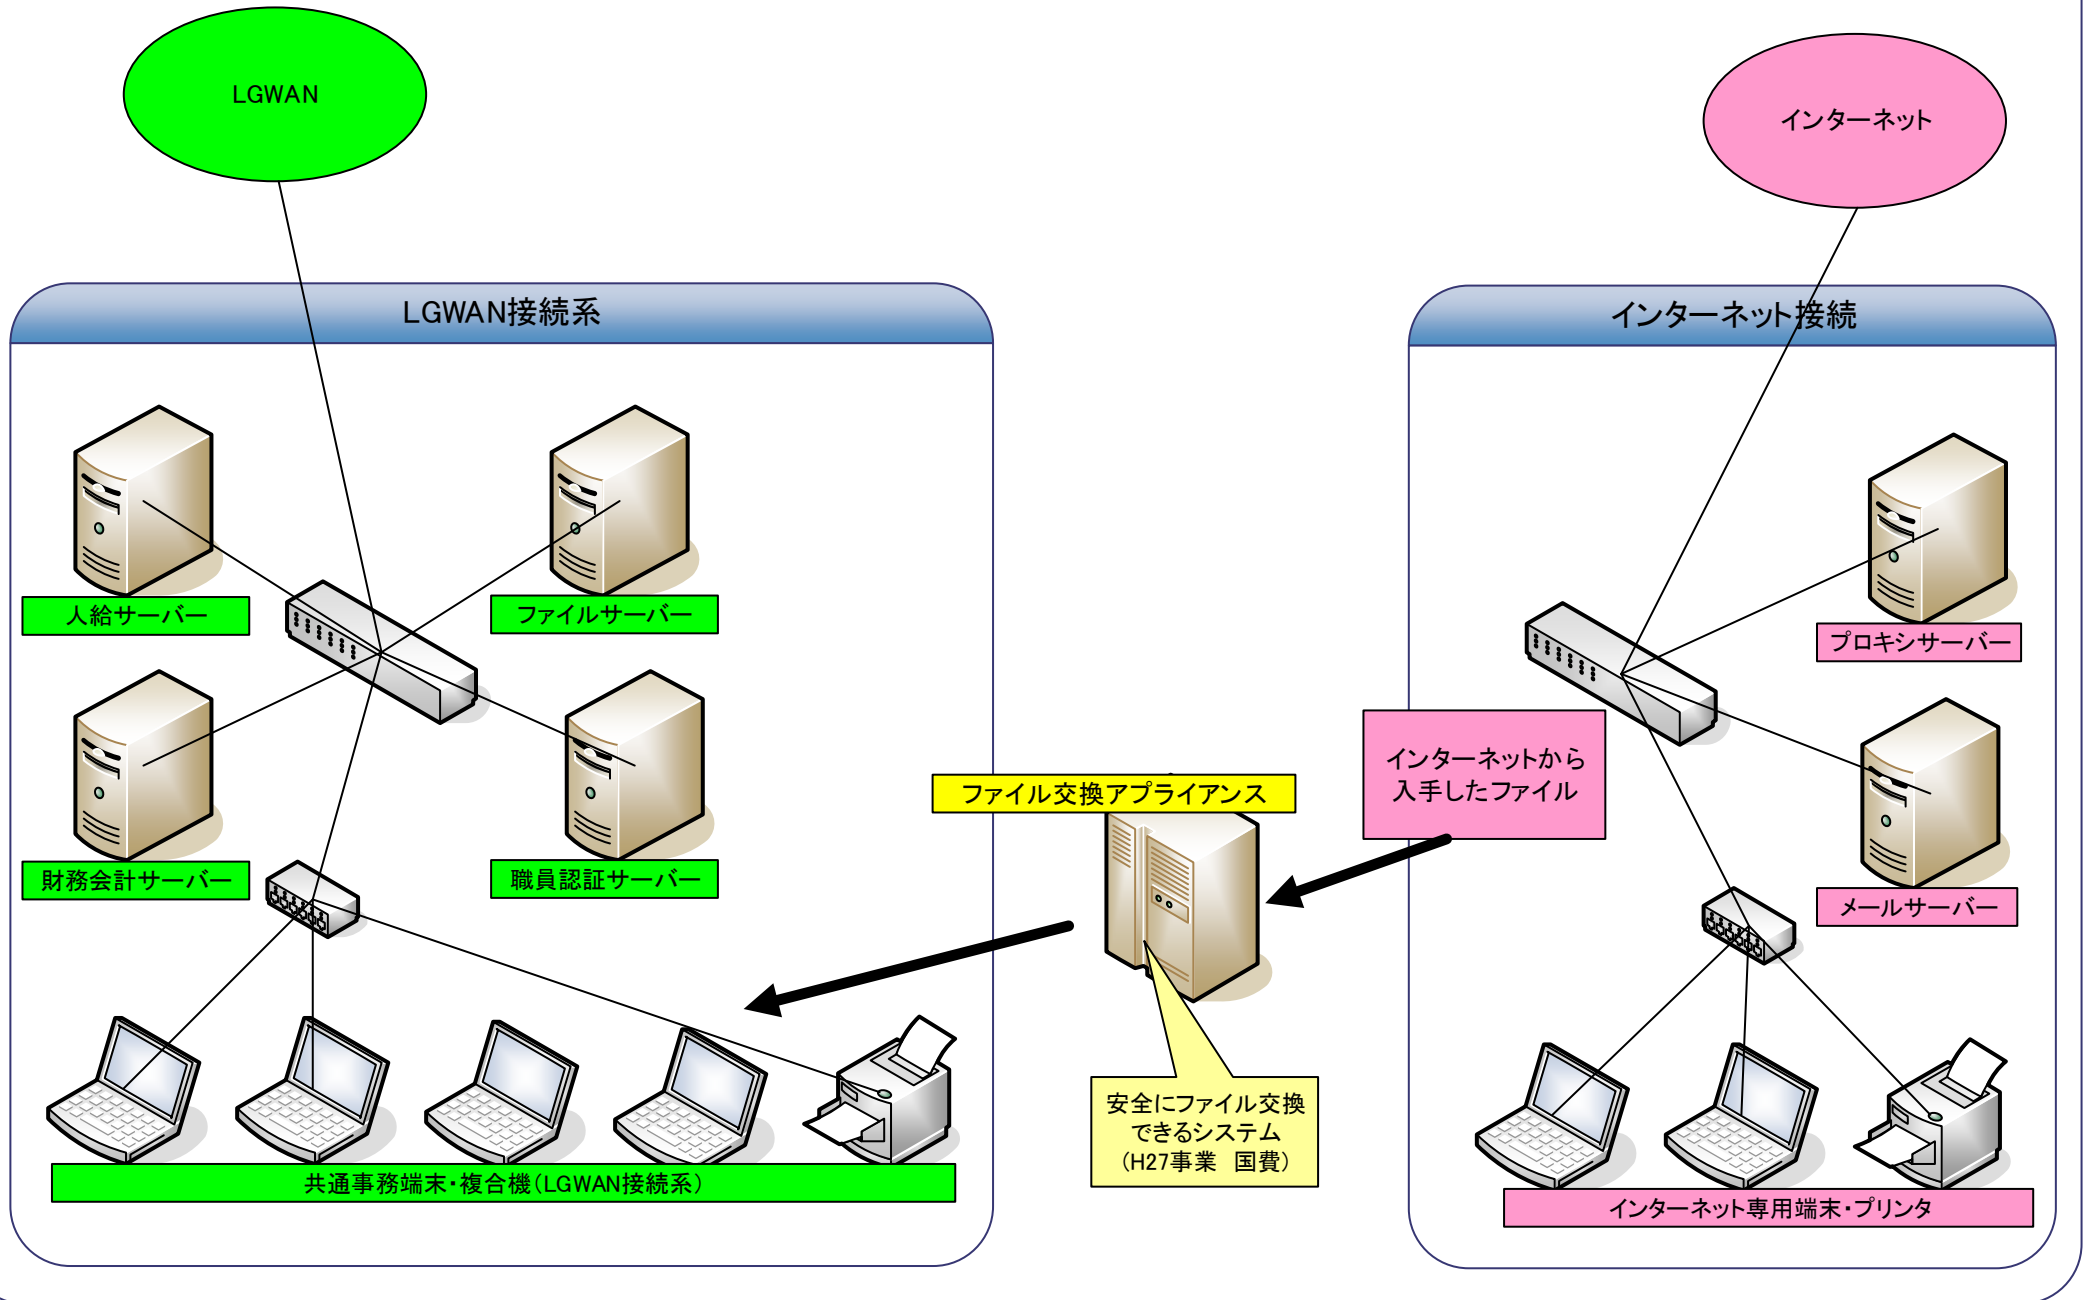 LGWAN
インターネット
LGWAN接続系
インターネット接続
人給サーバー
ファイルサーバー
プロキシサーバー
財務会計サーバー
職員認証サーバー
メールサーバー
ファイル交換アプライアンス
インターネットから
入手したファイル
安全にファイル交換
できるシステム
(H27事業　国費)
共通事務端末・複合機(LGWAN接続系)
インターネット専用端末・プリンタ